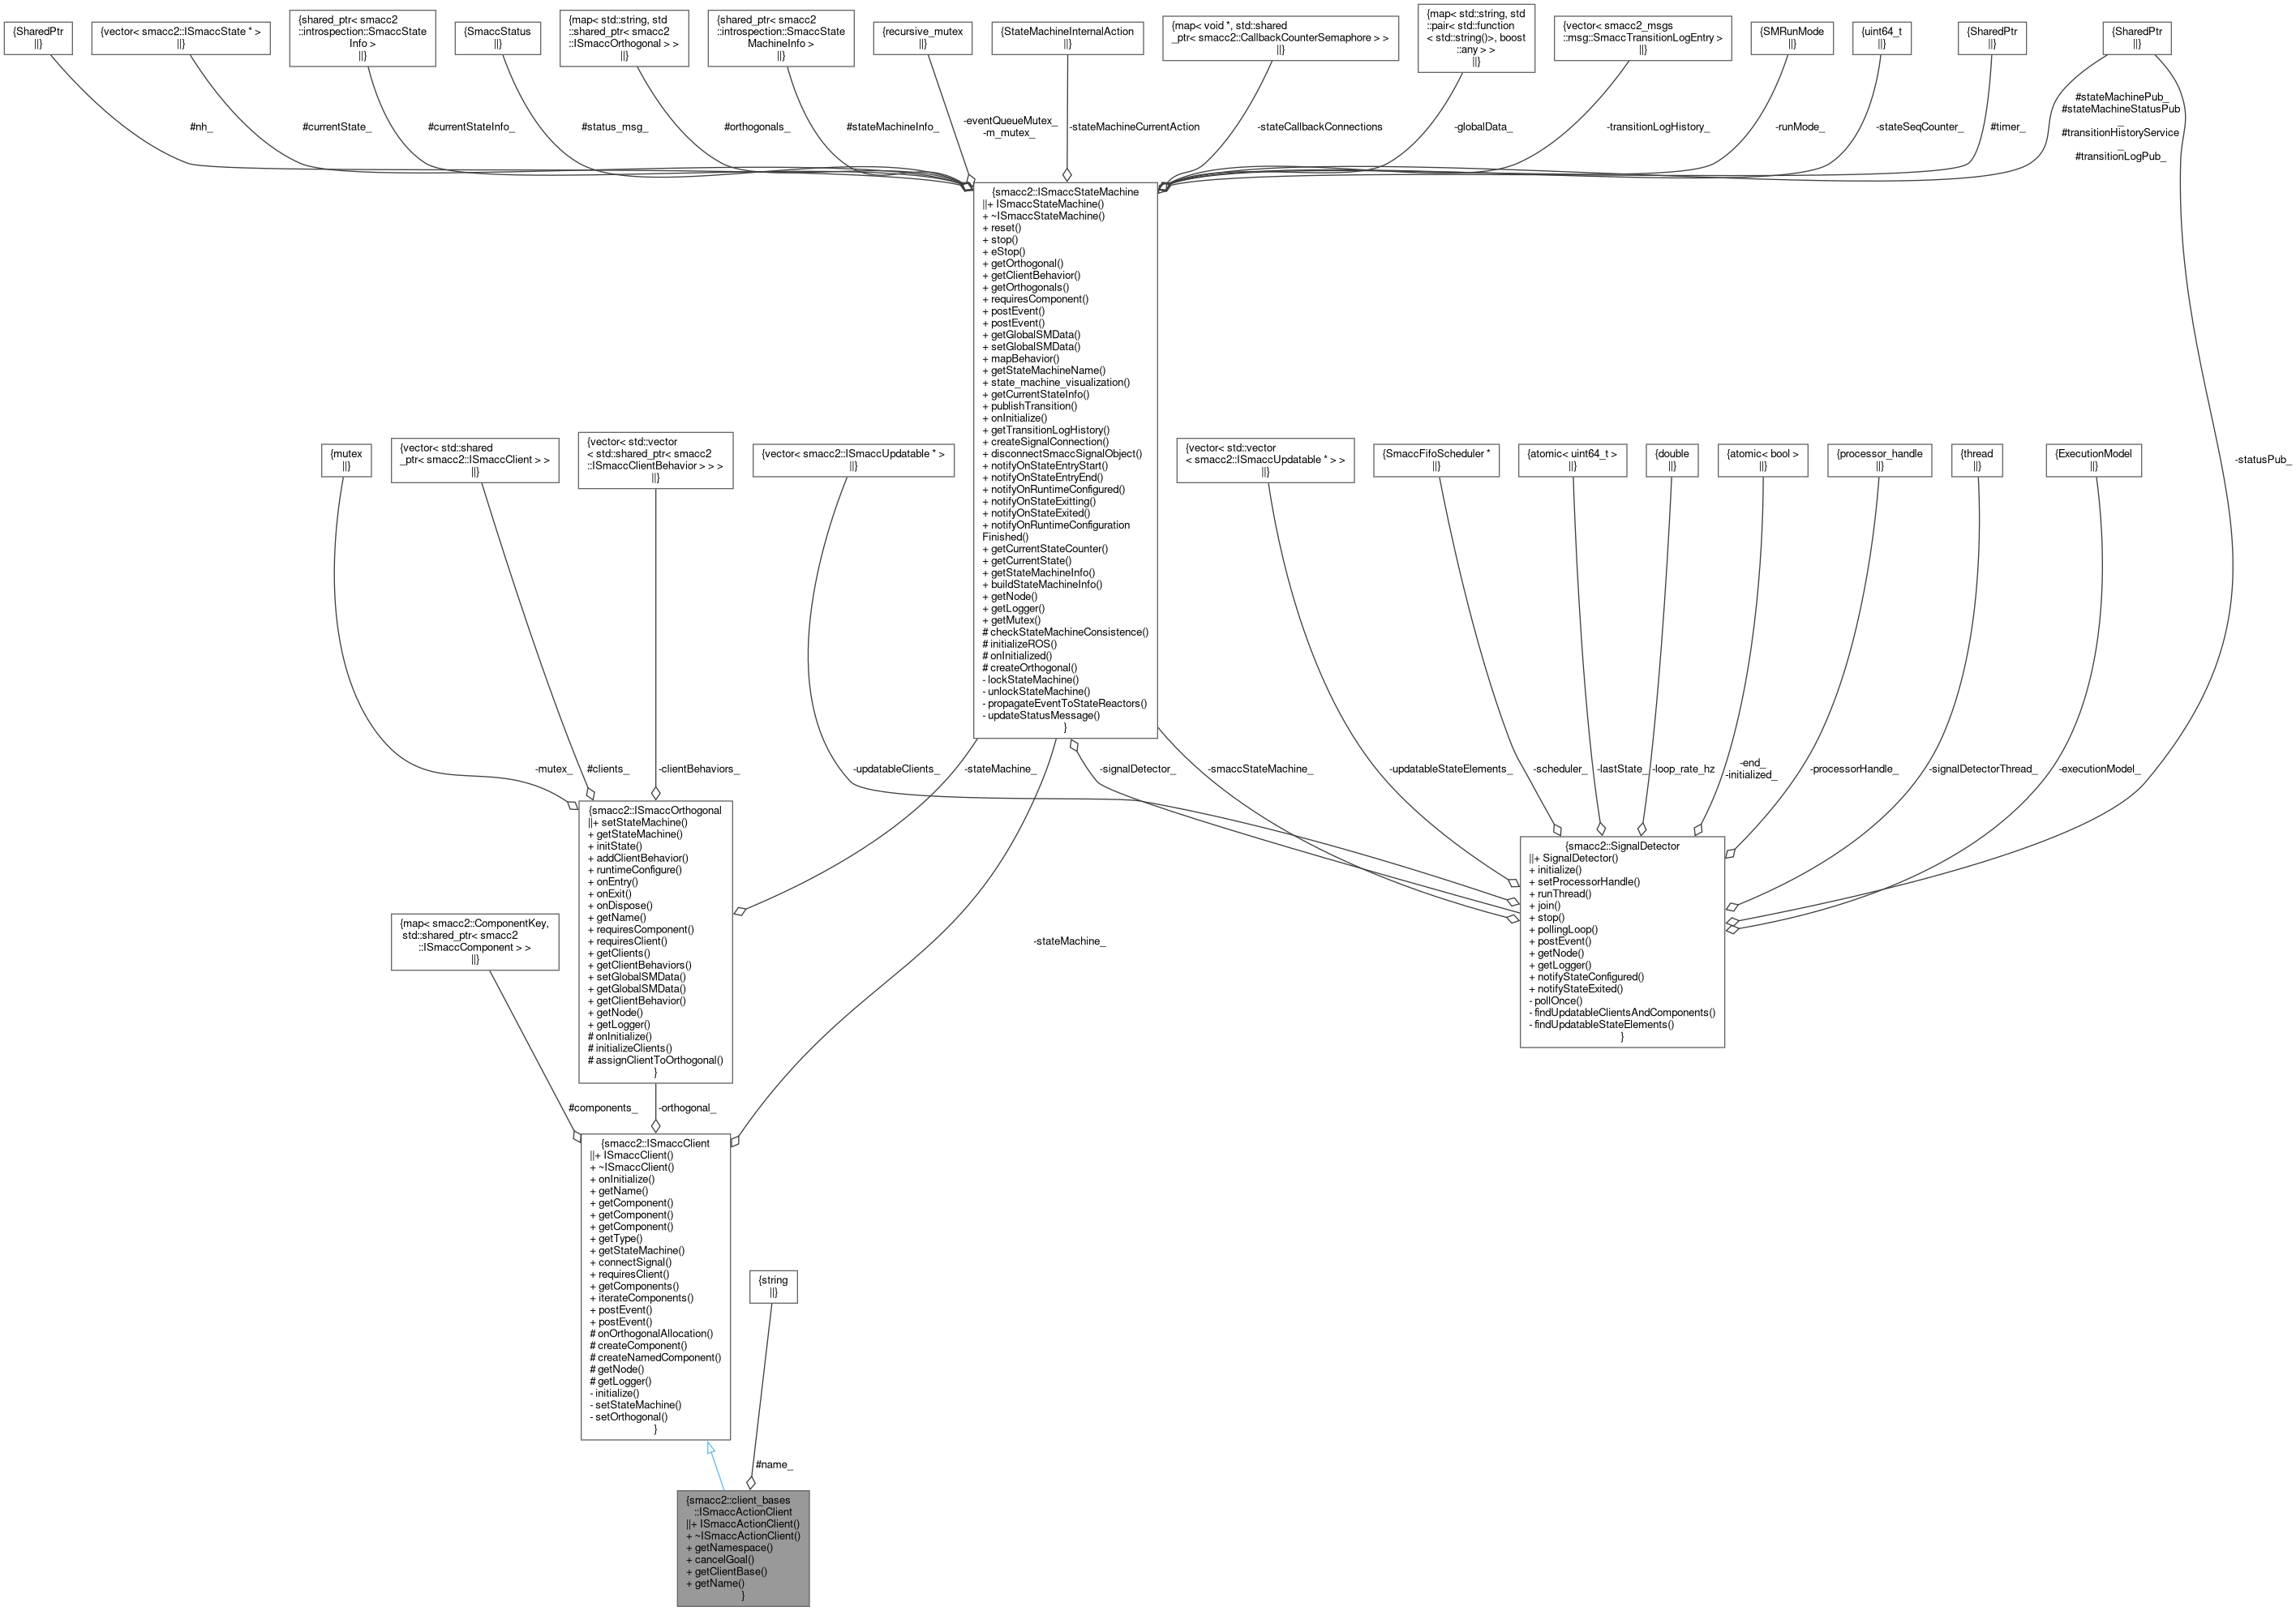 {SharedPtr
||}
{vector< smacc2::ISmaccState * >
||}
{shared_ptr< smacc2
::introspection::SmaccState
Info >
||}
{SmaccStatus
||}
{map< std::string, std
::shared_ptr< smacc2
::ISmaccOrthogonal > >
||}
{shared_ptr< smacc2
::introspection::SmaccState
MachineInfo >
||}
{recursive_mutex
||}
{StateMachineInternalAction
||}
{map< void *, std::shared
_ptr< smacc2::CallbackCounterSemaphore > >
||}
{map< std::string, std
::pair< std::function
< std::string()>, boost
::any > >
||}
{vector< smacc2_msgs
::msg::SmaccTransitionLogEntry >
||}
{SMRunMode
||}
{uint64_t
||}
{SharedPtr
||}
{SharedPtr
||}
#nh_
#currentState_
#currentStateInfo_
#status_msg_
#orthogonals_
#stateMachineInfo_
-eventQueueMutex_
-m_mutex_
-stateMachineCurrentAction
-stateCallbackConnections
-globalData_
-transitionLogHistory_
-runMode_
-stateSeqCounter_
#timer_
#stateMachinePub_
#stateMachineStatusPub
_
#transitionHistoryService
_
#transitionLogPub_
{smacc2::ISmaccStateMachine
||+ ISmaccStateMachine()
+ ~ISmaccStateMachine()
+ reset()
+ stop()
+ eStop()
+ getOrthogonal()
+ getClientBehavior()
+ getOrthogonals()
+ requiresComponent()
+ postEvent()
+ postEvent()
+ getGlobalSMData()
+ setGlobalSMData()
+ mapBehavior()
+ getStateMachineName()
+ state_machine_visualization()
+ getCurrentStateInfo()
+ publishTransition()
+ onInitialize()
+ getTransitionLogHistory()
+ createSignalConnection()
+ disconnectSmaccSignalObject()
+ notifyOnStateEntryStart()
+ notifyOnStateEntryEnd()
+ notifyOnRuntimeConfigured()
+ notifyOnStateExitting()
+ notifyOnStateExited()
+ notifyOnRuntimeConfiguration
Finished()
+ getCurrentStateCounter()
+ getCurrentState()
+ getStateMachineInfo()
+ buildStateMachineInfo()
+ getNode()
+ getLogger()
+ getMutex()
# checkStateMachineConsistence()
# initializeROS()
# onInitialized()
# createOrthogonal()
- lockStateMachine()
- unlockStateMachine()
- propagateEventToStateReactors()
- updateStatusMessage()
}
{mutex
||}
{vector< std::shared
_ptr< smacc2::ISmaccClient > >
||}
{vector< std::vector
< std::shared_ptr< smacc2
::ISmaccClientBehavior > > >
||}
{vector< smacc2::ISmaccUpdatable * >
||}
{vector< std::vector
< smacc2::ISmaccUpdatable * > >
||}
{SmaccFifoScheduler *
||}
{atomic< uint64_t >
||}
{double
||}
{atomic< bool >
||}
{processor_handle
||}
{thread
||}
{ExecutionModel
||}
-statusPub_
-mutex_
#clients_
-clientBehaviors_
-updatableClients_
-stateMachine_
-signalDetector_
-smaccStateMachine_
-updatableStateElements_
-scheduler_
-lastState_
-loop_rate_hz
-end_
-initialized_
-processorHandle_
-signalDetectorThread_
-executionModel_
{smacc2::ISmaccOrthogonal
||+ setStateMachine()
+ getStateMachine()
+ initState()
+ addClientBehavior()
+ runtimeConfigure()
+ onEntry()
+ onExit()
+ onDispose()
+ getName()
+ requiresComponent()
+ requiresClient()
+ getClients()
+ getClientBehaviors()
+ setGlobalSMData()
+ getGlobalSMData()
+ getClientBehavior()
+ getNode()
+ getLogger()
# onInitialize()
# initializeClients()
# assignClientToOrthogonal()
}
{smacc2::SignalDetector
||+ SignalDetector()
+ initialize()
+ setProcessorHandle()
+ runThread()
+ join()
+ stop()
+ pollingLoop()
+ postEvent()
+ getNode()
+ getLogger()
+ notifyStateConfigured()
+ notifyStateExited()
- pollOnce()
- findUpdatableClientsAndComponents()
- findUpdatableStateElements()
}
{map< smacc2::ComponentKey,
std::shared_ptr< smacc2
::ISmaccComponent > >
||}
-stateMachine_
#components_
-orthogonal_
{smacc2::ISmaccClient
||+ ISmaccClient()
+ ~ISmaccClient()
+ onInitialize()
+ getName()
+ getComponent()
+ getComponent()
+ getComponent()
+ getType()
+ getStateMachine()
+ connectSignal()
+ requiresClient()
+ getComponents()
+ iterateComponents()
+ postEvent()
+ postEvent()
# onOrthogonalAllocation()
# createComponent()
# createNamedComponent()
# getNode()
# getLogger()
- initialize()
- setStateMachine()
- setOrthogonal()
}
{string
||}
#name_
{smacc2::client_bases
::ISmaccActionClient
||+ ISmaccActionClient()
+ ~ISmaccActionClient()
+ getNamespace()
+ cancelGoal()
+ getClientBase()
+ getName()
}